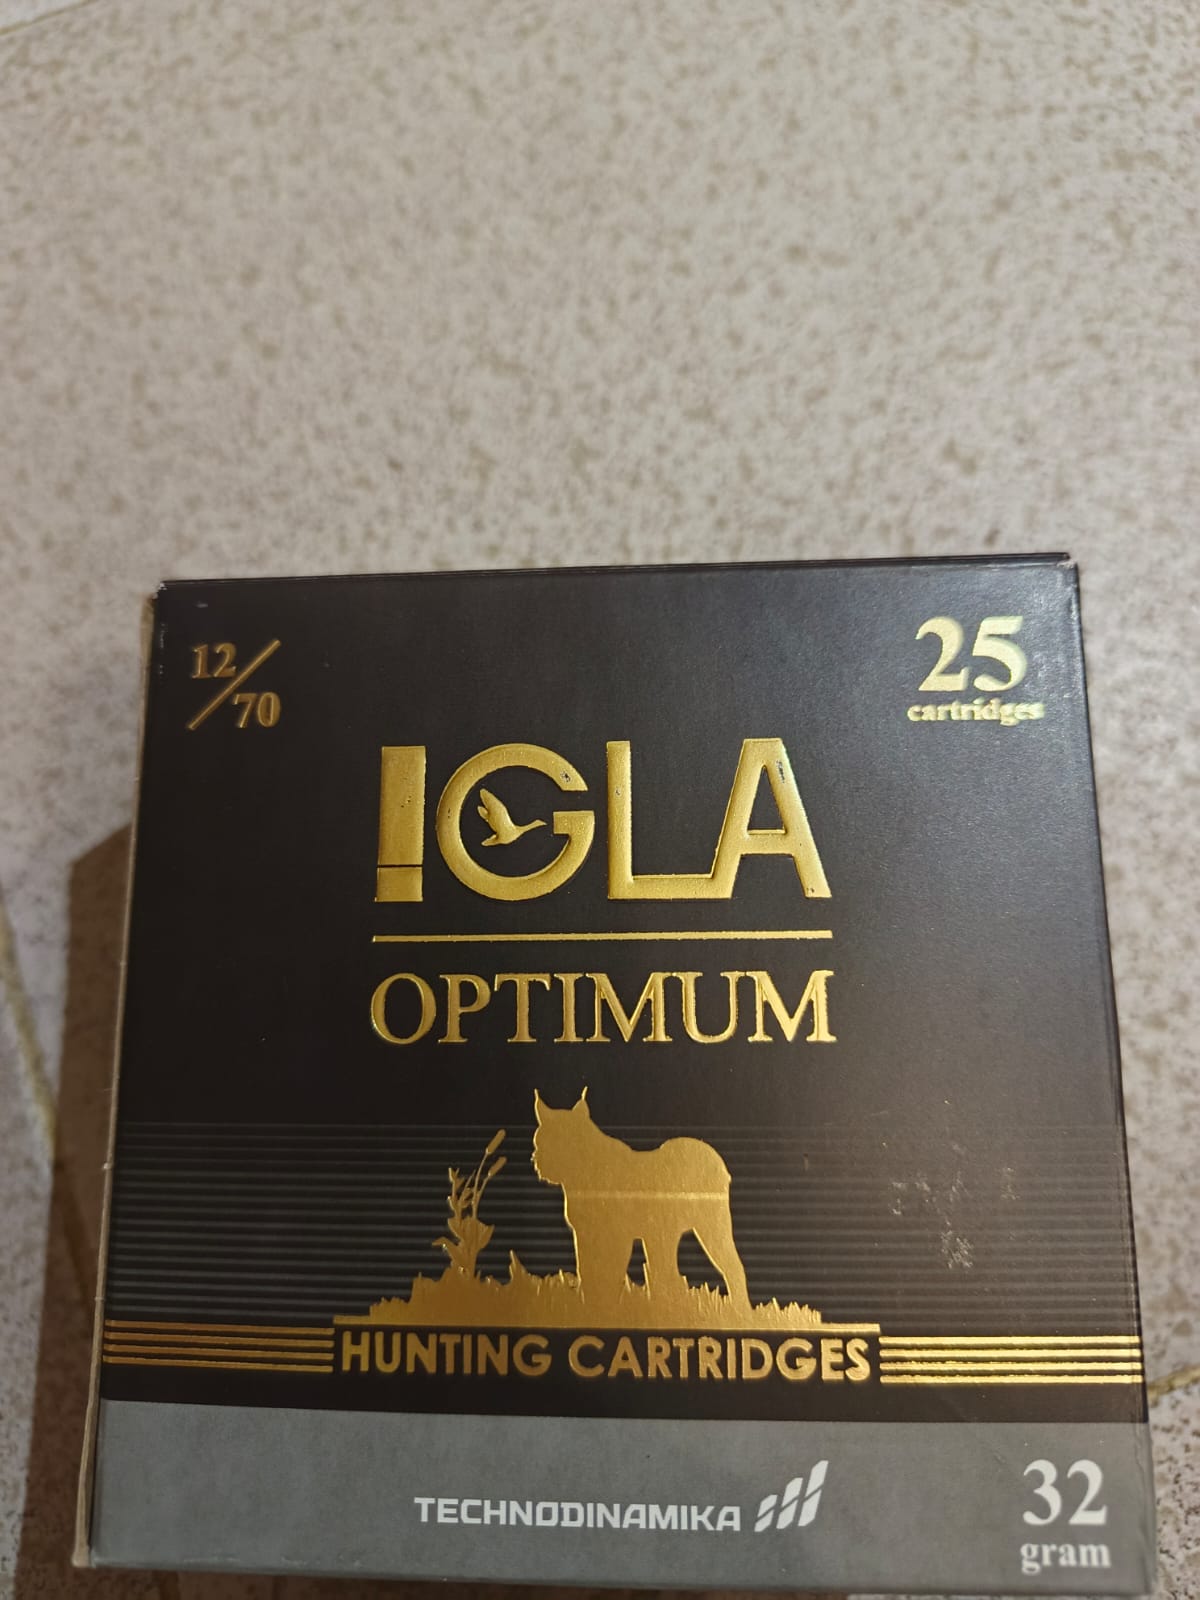 12/70
25
cartridges
IGLA
OPTIMUM
HUNTING CARTRIDGES
TECHNODINAMIKA
32
gram